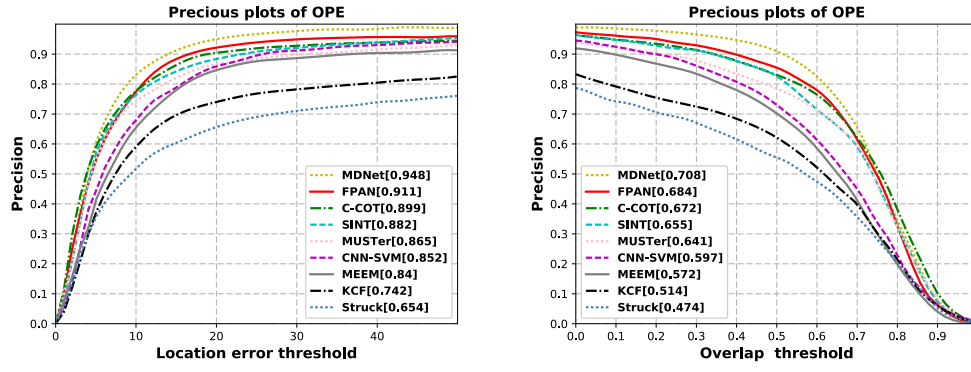 Precious plots of OPE
Precision
0.9
0.8
0.7
0.6
0.5
0.4
0.3
0.2
0.1
0.0
MDNet[0.948]
FPAN[0.911]
C-COT[0.899]
SINT[0.882]
MUSTer[0.865]
CNN-SVM[0.852]
MEEM[0.84]
KCF[0.742]
Struck[0.654]
0 10 20 30 40
Location error threshold
Precious plots of OPE
Precision
0.9
0.8
0.7
0.6
0.5
0.4
0.3
0.2
0.1
0.0
MDNet[0.708]
FPAN[0.684]
C-COT[0.672]
SINT[0.655]
MUSTer[0.641]
CNN-SVM[0.597]
MEEM[0.572]
KCF[0.514]
Struck[0.474]
0.0 0.1 0.2 0.3 0.4 0.5 0.6 0.7 0.8 0.9
Overlap threshold